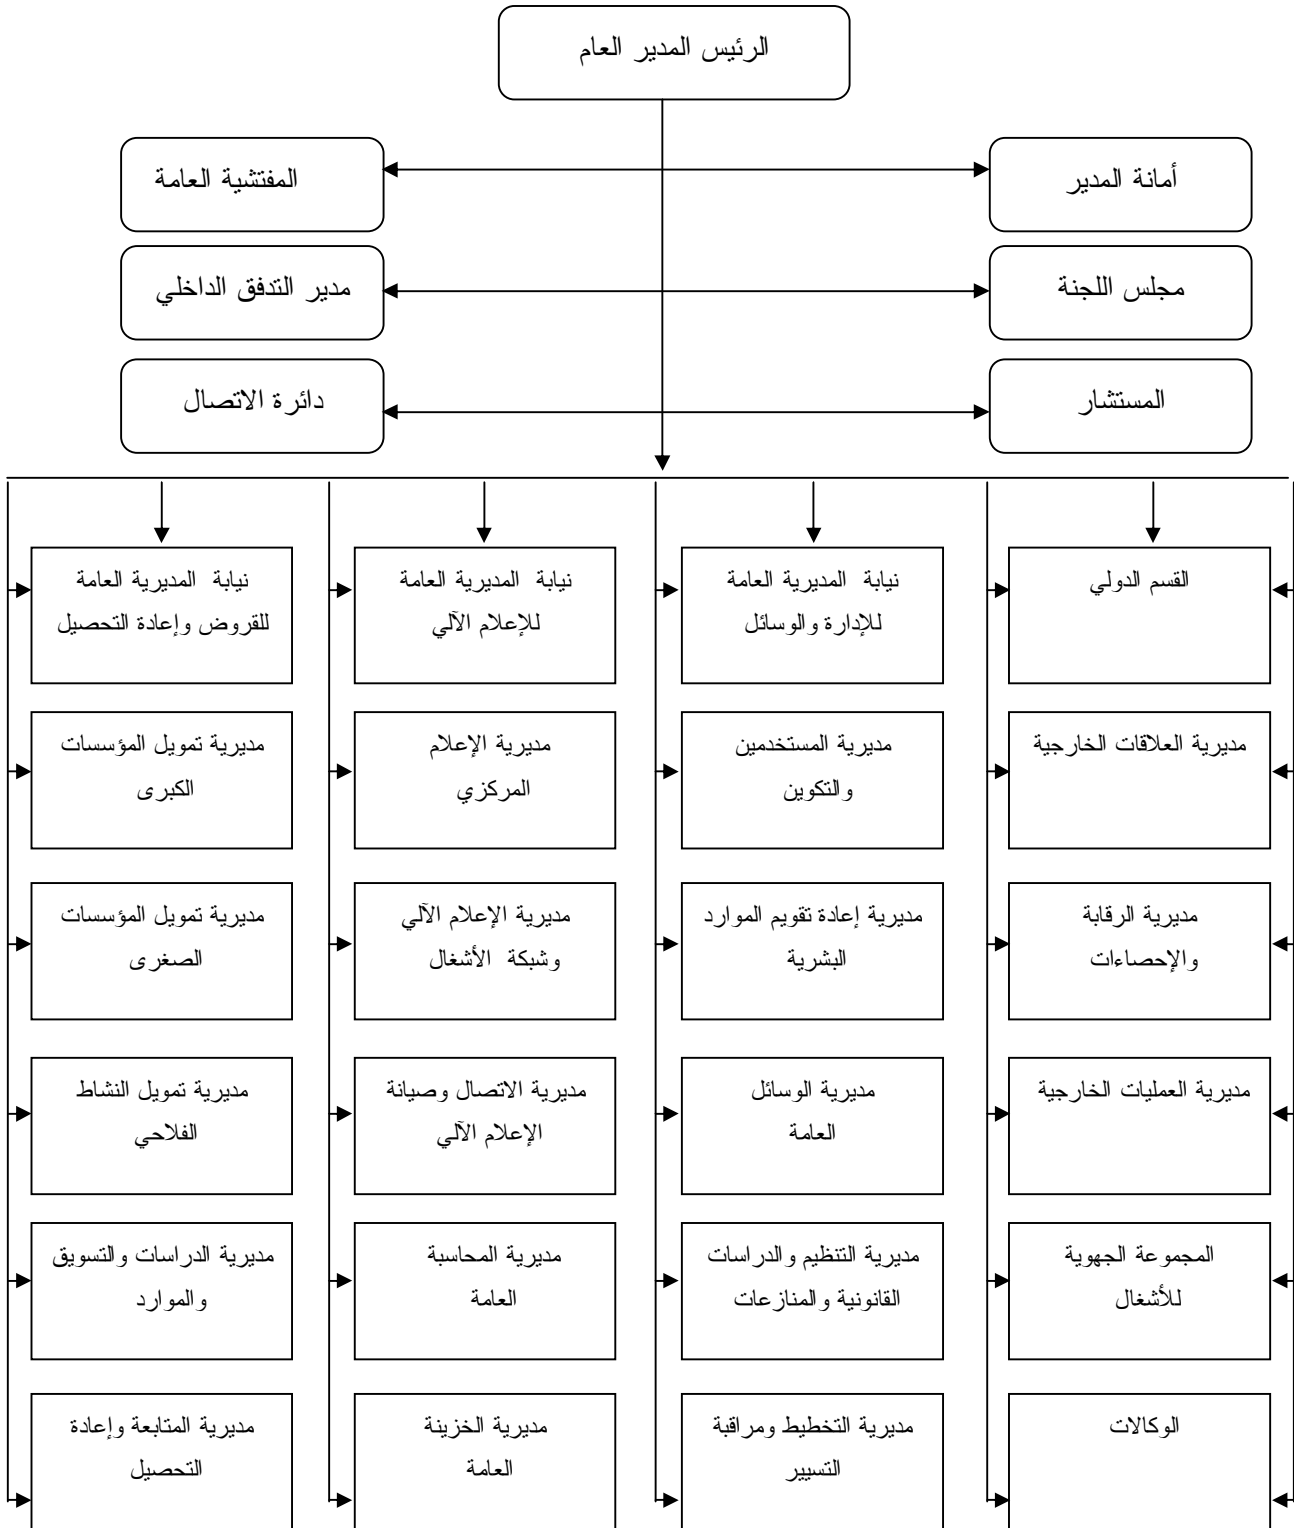 الرئيس المدير العام
أمانة المدير
المفتشية العامة
مجلس اللجنة
مدير التدفق الداخلي
المستشار
دائرة الاتصال
القسم الدولي
نيابة المديرية العامة
للإدارة والوسائل
نيابة المديرية العامة
للإعلام الآلي
نيابة المديرية العامة
للقروض وإعادة التحصيل
مديرية العلاقات الخارجية
مديرية المستخدمين
والتكوين
مديرية الإعلام
المركزي
مديرية تمويل المؤسسات
الكبرى
مديرية الرقابة
والإحصاءات
مديرية إعادة تقويم الموارد
البشرية
مديرية الإعلام الآلي
وشبكة الأشغال
مديرية تمويل المؤسسات
الصغرى
مديرية العمليات الخارجية
مديرية الوسائل
العامة
مديرية الاتصال وصيانة
الإعلام الآلي
مديرية تمويل النشاط
الفلاحي
المجموعة الجهوية
للأشغال
مديرية التنظيم والدراسات
القانونية والمنازعات
مديرية المحاسبة
العامة
مديرية الدراسات والتسويق
والموارد
الوكالات
مديرية التخطيط ومراقبة
التسيير
مديرية الخزينة
العامة
مديرية المتابعة وإعادة
التحصيل